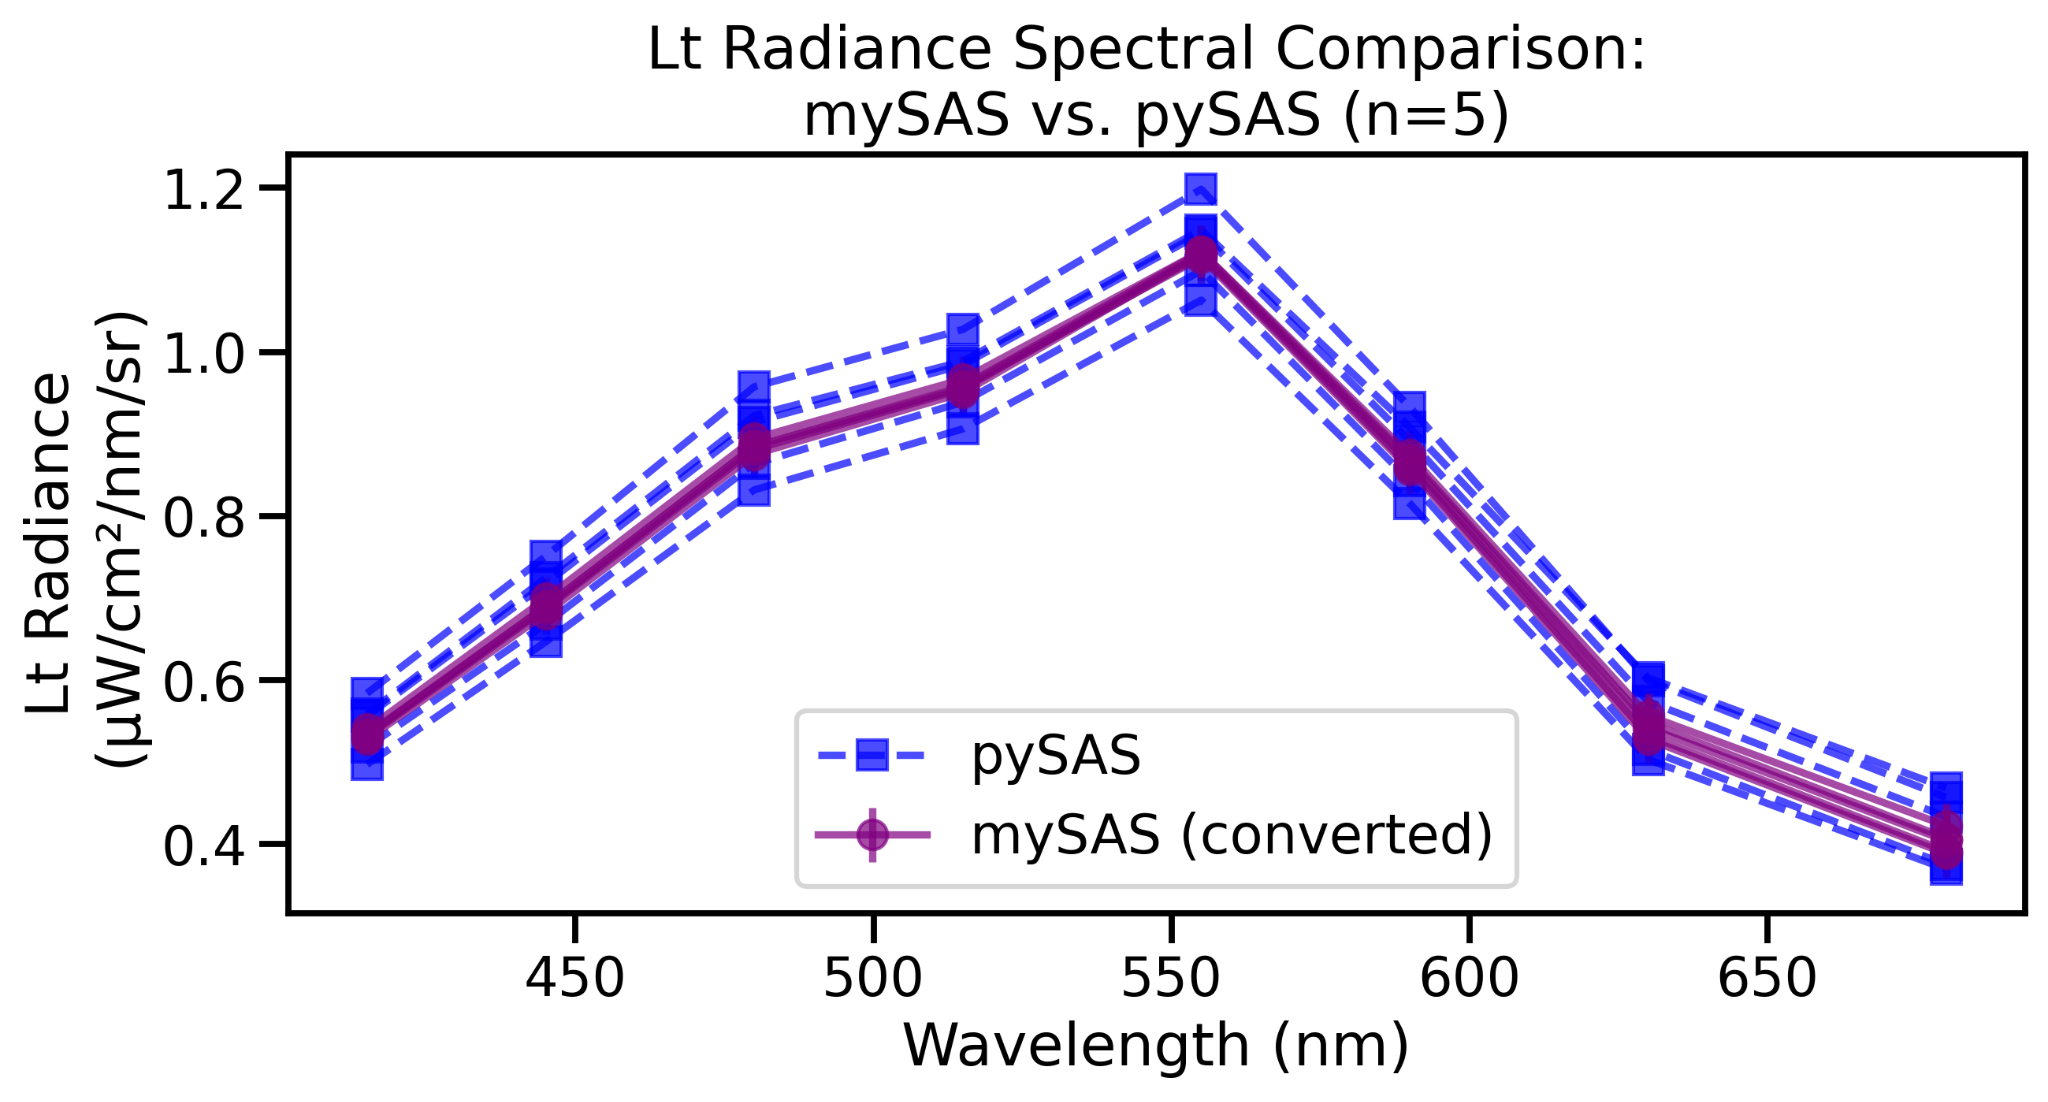 Lt Radiance Spectral Comparison:
mySAS vs. pySAS (n=5)
Lt Radiance
(μW/cm²/nm/sr)
1.2
1.0
0.8
0.6
0.4
pySAS
mySAS (converted)
450
500
550
600
650
Wavelength (nm)